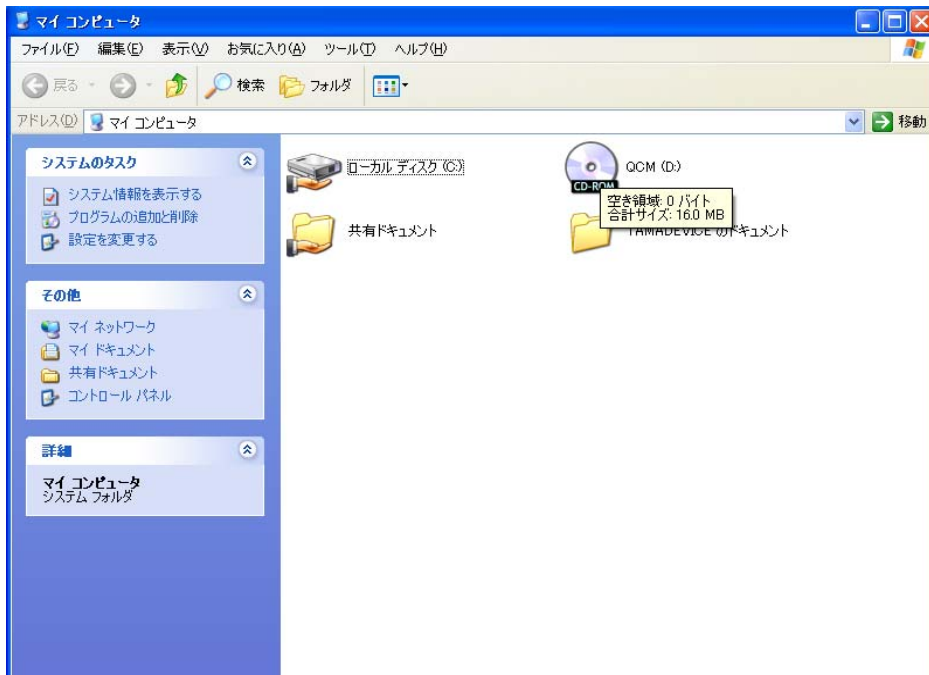 マイ コンピュータ
ファイル(F) 編集(E) 表示(V) お気に入り(A) ツール(T) ヘルプ(H)
戻る 検索 フォルダ
アドレス(D) マイ コンピュータ 移動
システムのタスク
システム情報を表示する
プログラムの追加と削除
設定を変更する
その他
マイ ネットワーク
マイ ドキュメント
共有ドキュメント
コントロール パネル
詳細
マイ コンピュータ
システム フォルダ
ローカル ディスク (C:)
QCM (D:)
CD-ROM
空き領域: 0 バイト
合計サイズ: 16.0 MB
共有ドキュメント
TAMADEVICE のドキュメント